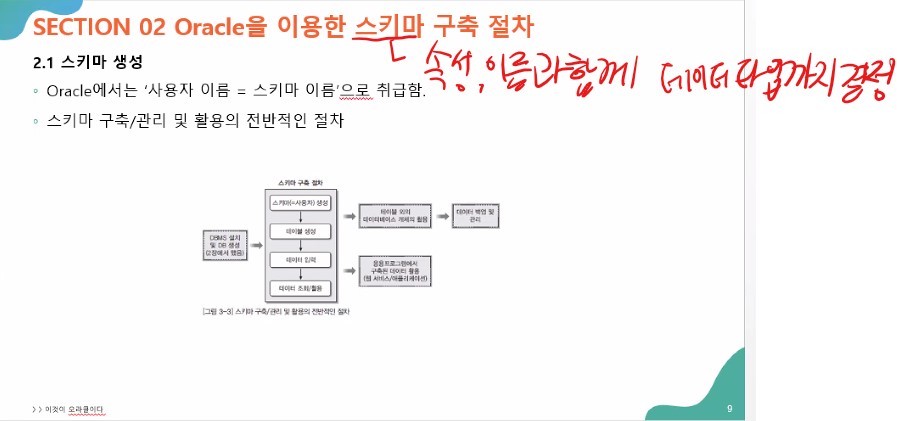 SECTION 02 Oracle을 이용한 스키마 구축 절차
속성, 이름과함께 데이터타입까지 결정
2.1 스키마 생성
Oracle에서는 ‘사용자 이름 = 스키마 이름’으로 취급함.
스키마 구축/관리 및 활용의 전반적인 절차
스키마 구축 절차
스키마(=사용자) 생성
테이블 생성
데이터 입력
데이터 조회/활용
DBMS 설치
및 DB 생성
(2장에서 했음)
테이블 외의
데이터베이스 개체의 활용
데이터 백업 및
관리
응용프로그램에서
구축된 데이터 활용
(웹 서비스/애플리케이션)
[그림 3-3] 스키마 구축/관리 및 활용의 전반적인 절차
>> 이것이 오라클이다
9